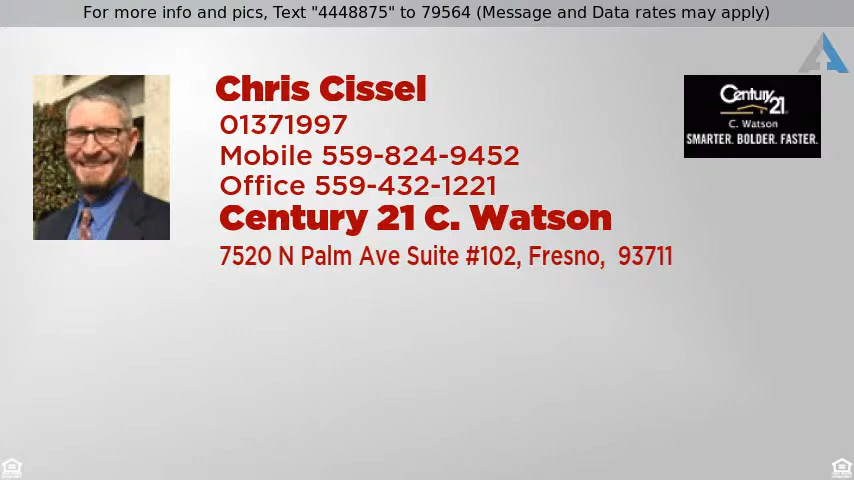 For more info and pics, Text "4448875" to 79564 (Message and Data rates may apply)
Chris Cissel
01371997
Mobile 559-824-9452
Office 559-432-1221
Century 21 C. Watson
7520 N Palm Ave Suite #102, Fresno,  93711
Century 21
C. Watson
SMARTER. BOLDER. FASTER.